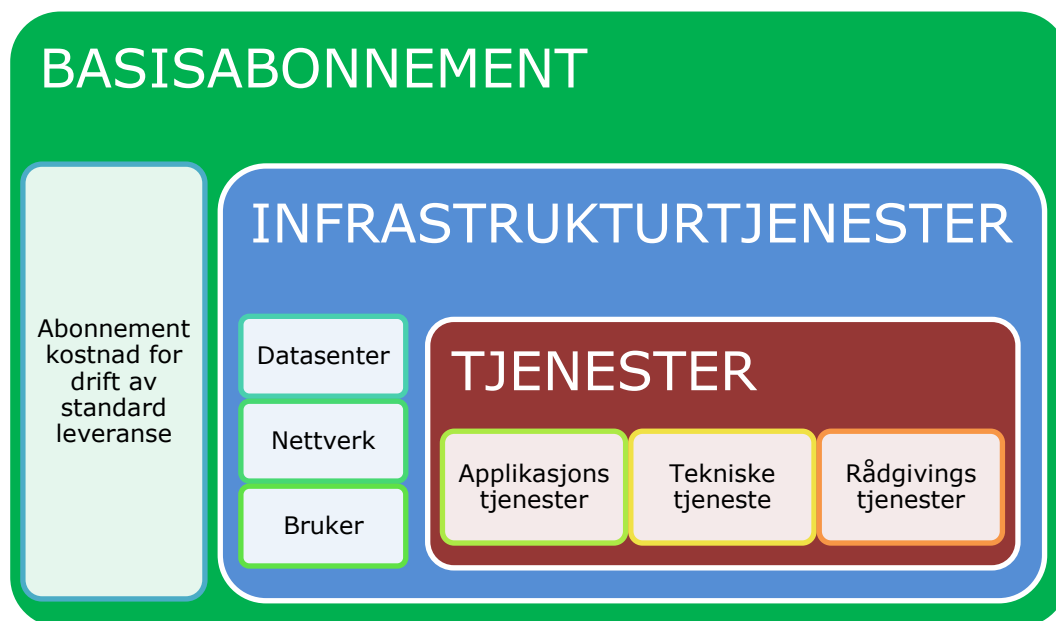 BASISABONNEMENT
Abonnement
kostnad for
drift av
standard
leveranse
INFRASTRUKTURTJENESTER
Datasenter
Nettverk
Bruker
TJENESTER
Applikasjons
tjenester
Tekniske
tjeneste
Rådgivings
tjenester